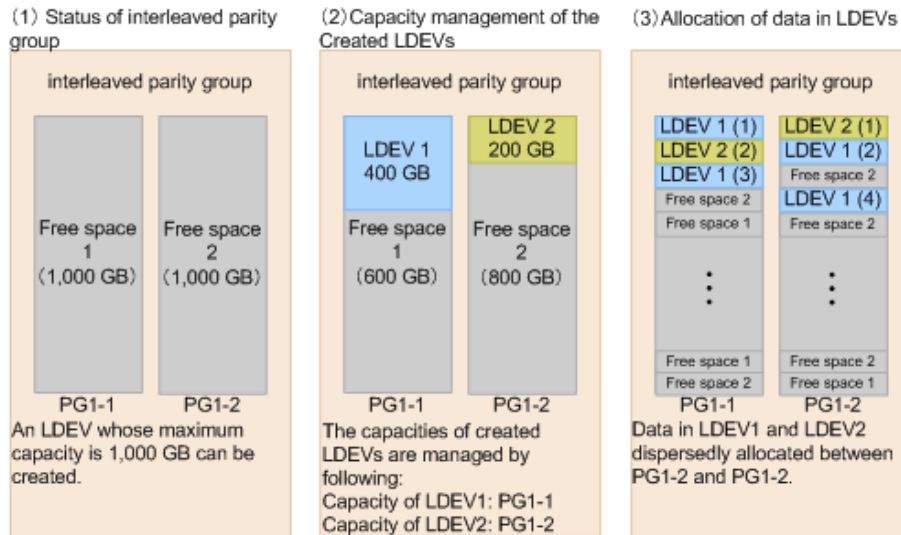 (1) Status of interleaved parity
group
interleaved parity group
Free space
1
(1,000 GB)
Free space
2
(1,000 GB)
PG1-1
PG1-2
An LDEV whose maximum
capacity is 1,000 GB can be
created.
(2)Capacity management of the
Created LDEVs
interleaved parity group
LDEV 1
400 GB
Free space
1
(600 GB)
LDEV 2
200 GB
Free space
2
(800 GB)
PG1-1
PG1-2
The capacities of created
LDEVs are managed by
following:
Capacity of LDEV1: PG1-1
Capacity of LDEV2: PG1-2
(3)Allocation of data in LDEVs
interleaved parity group
LDEV 1 (1)
LDEV 2 (2)
LDEV 1 (3)
Free space 2
Free space 1
Free space 1
Free space 2
LDEV 2 (1)
LDEV 1 (2)
Free space 2
LDEV 1 (4)
Free space 2
Free space 2
Free space 1
PG1-1
PG1-2
Data in LDEV1 and LDEV2
dispersedly allocated between
PG1-2 and PG1-2.